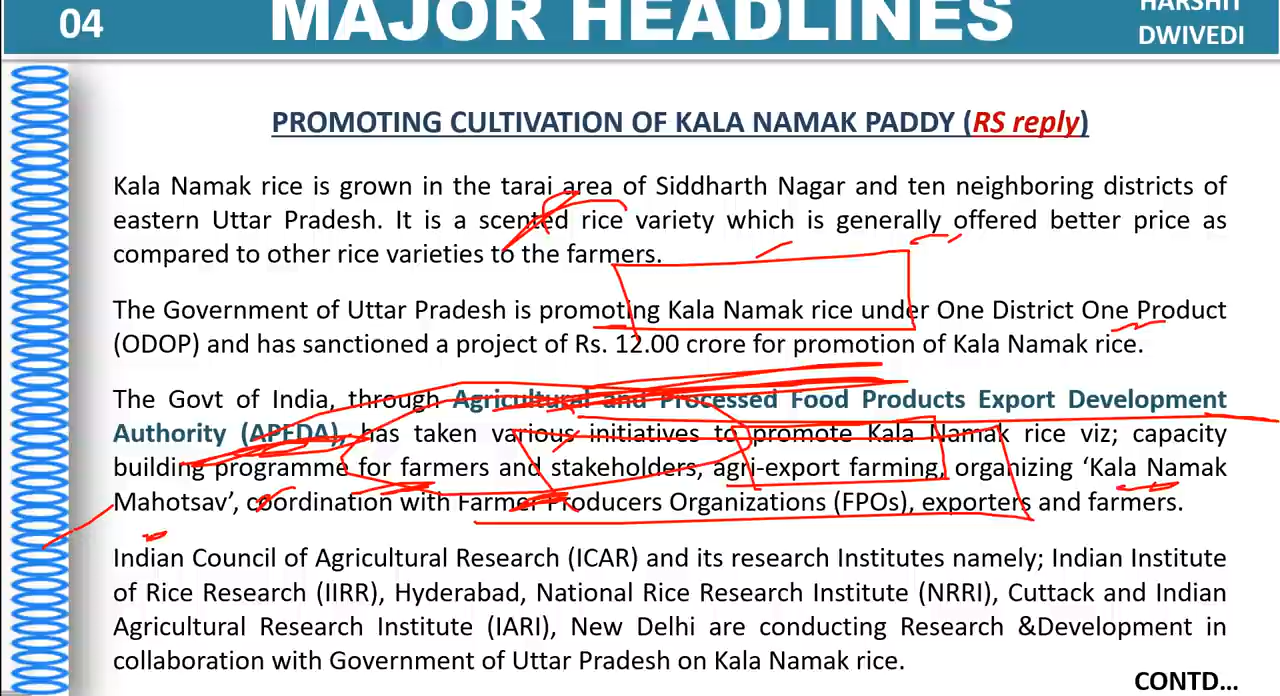 04
MAJOR HEADLINES
HARSHIT
DWIVEDI
PROMOTING CULTIVATION OF KALA NAMAK PADDY (RS reply)
Kala Namak rice is grown in the tarai area of Siddharth Nagar and ten neighboring districts of
eastern Uttar Pradesh. It is a scented rice variety which is generally offered better price as
compared to other rice varieties to the farmers.
The Government of Uttar Pradesh is promoting Kala Namak rice under One District One Product
(ODOP) and has sanctioned a project of Rs. 12.00 crore for promotion of Kala Namak rice.
The Govt of India, through Agricultural and Processed Food Products Export Development
Authority (APEDA), has taken various initiatives to promote Kala Namak rice viz; capacity
building programme for farmers and stakeholders, agri-export farming, organizing ‘Kala Namak
Mahotsav’, coordination with Farmer Producers Organizations (FPOs), exporters and farmers.
Indian Council of Agricultural Research (ICAR) and its research Institutes namely; Indian Institute
of Rice Research (IIRR), Hyderabad, National Rice Research Institute (NRRI), Cuttack and Indian
Agricultural Research Institute (IARI), New Delhi are conducting Research &Development in
collaboration with Government of Uttar Pradesh on Kala Namak rice.
CONTD...